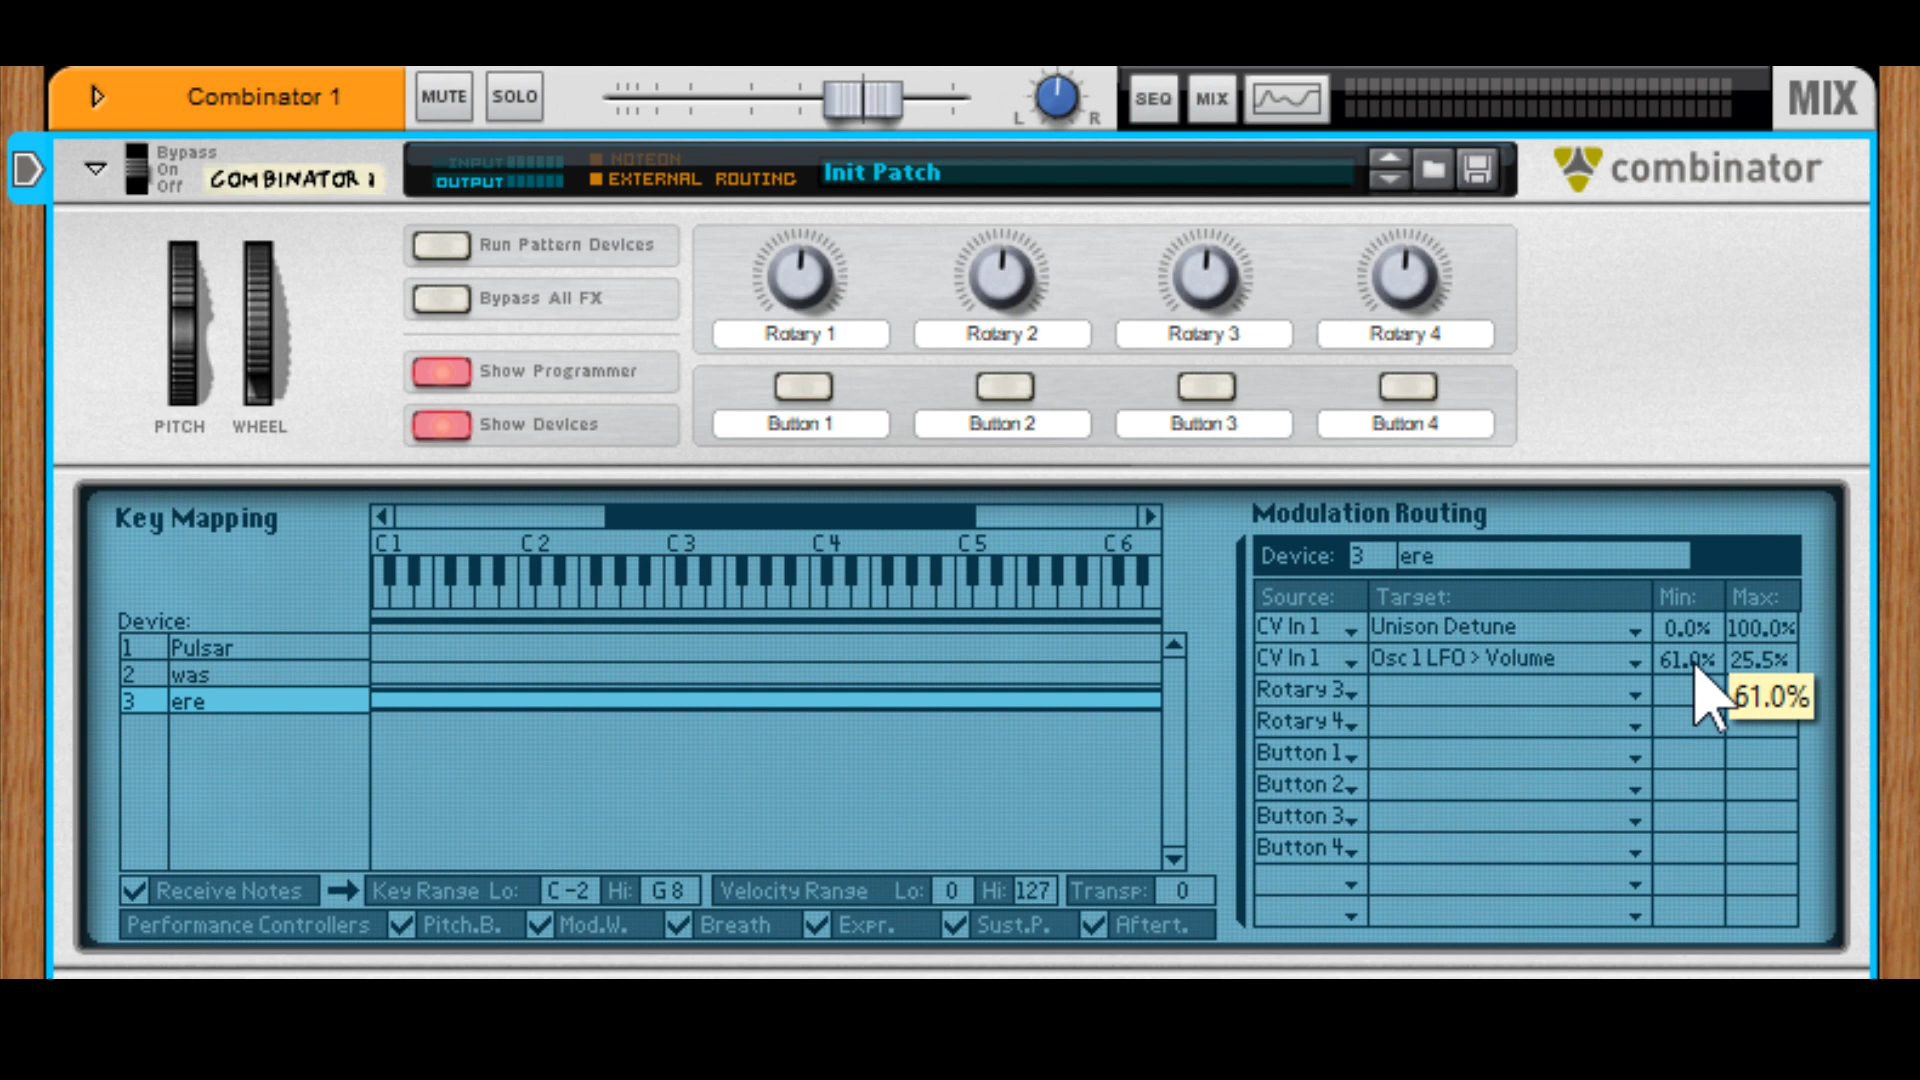 Combinator 1
MUTE
SOLO
L
R
SEQ
MIX
MIX
Bypass
On
Off
COMBINATOR 1
INPUT
OUTPUT
NOTEON
EXTERNAL ROUTING
Init Patch
combinator
PITCH
WHEEL
Run Pattern Devices
Bypass All FX
Show Programmer
Show Devices
Rotary 1
Rotary 2
Rotary 3
Rotary 4
Button 1
Button 2
Button 3
Button 4
Key Mapping
C1 C2 C3 C4 C5 C6
Device:
1 Pulsar
2 was
3 ere
Receive Notes
Key Range Lo: C -2 Hi: G 8
Velocity Range Lo: 0 Hi: 127
Transp: 0
Performance Controllers Pitch.B. Mod.W. Breath Expr. Sust.P. Aftert.
Modulation Routing
Device: 3 ere
Source: Target: Min: Max:
CV In 1 Unison Detune 0.0% 100.0%
CV In 1 Osc 1 LFO > Volume 61.0% 25.5%
Rotary 3
61.0%
Rotary 4
Button 1
Button 2
Button 3
Button 4